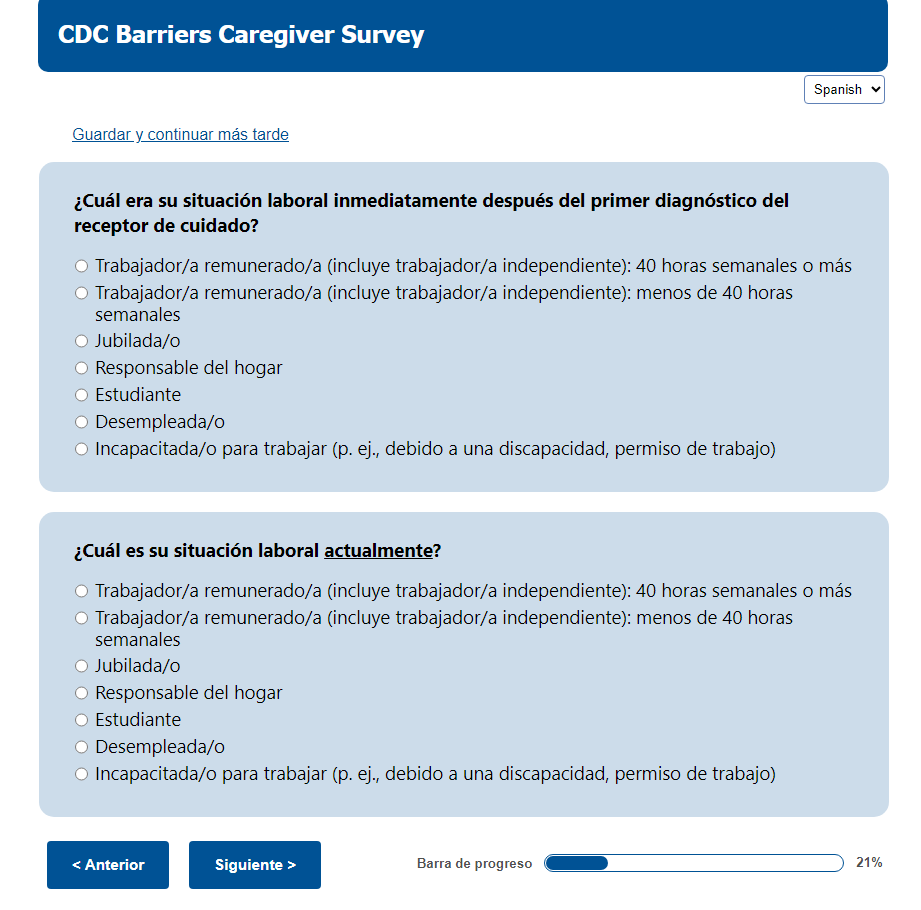 CDC Barriers Caregiver Survey
Spanish
Guardar y continuar más tarde
¿Cuál era su situación laboral inmediatamente después del primer diagnóstico del
receptor de cuidado?
Trabajador/a remunerado/a (incluye trabajador/a independiente): 40 horas semanales o más
Trabajador/a remunerado/a (incluye trabajador/a independiente): menos de 40 horas
semanales
Jubilada/o
Responsable del hogar
Estudiante
Desempleada/o
Incapacitada/o para trabajar (p. ej., debido a una discapacidad, permiso de trabajo)
¿Cuál es su situación laboral actualmente?
Trabajador/a remunerado/a (incluye trabajador/a independiente): 40 horas semanales o más
Trabajador/a remunerado/a (incluye trabajador/a independiente): menos de 40 horas
semanales
Jubilada/o
Responsable del hogar
Estudiante
Desempleada/o
Incapacitada/o para trabajar (p. ej., debido a una discapacidad, permiso de trabajo)
< Anterior
Siguiente >
Barra de progreso
21%